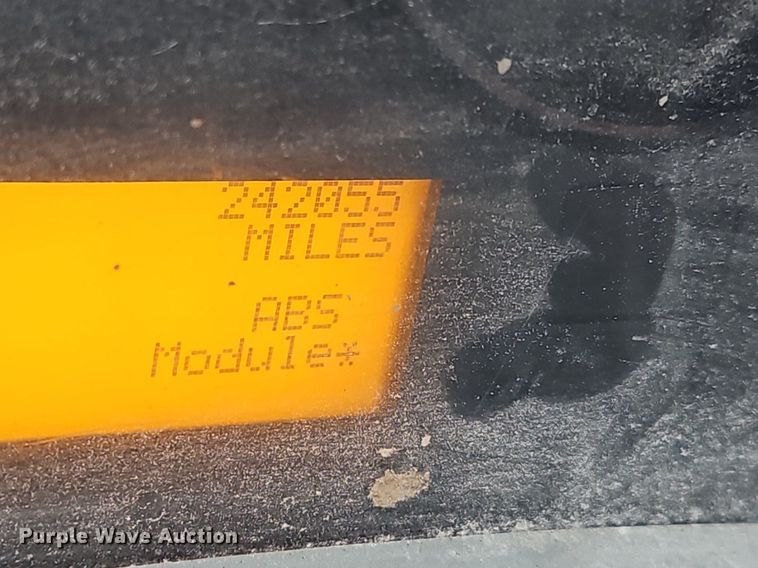 242055
MILES
ABS
Module*
Purple Wave Auction